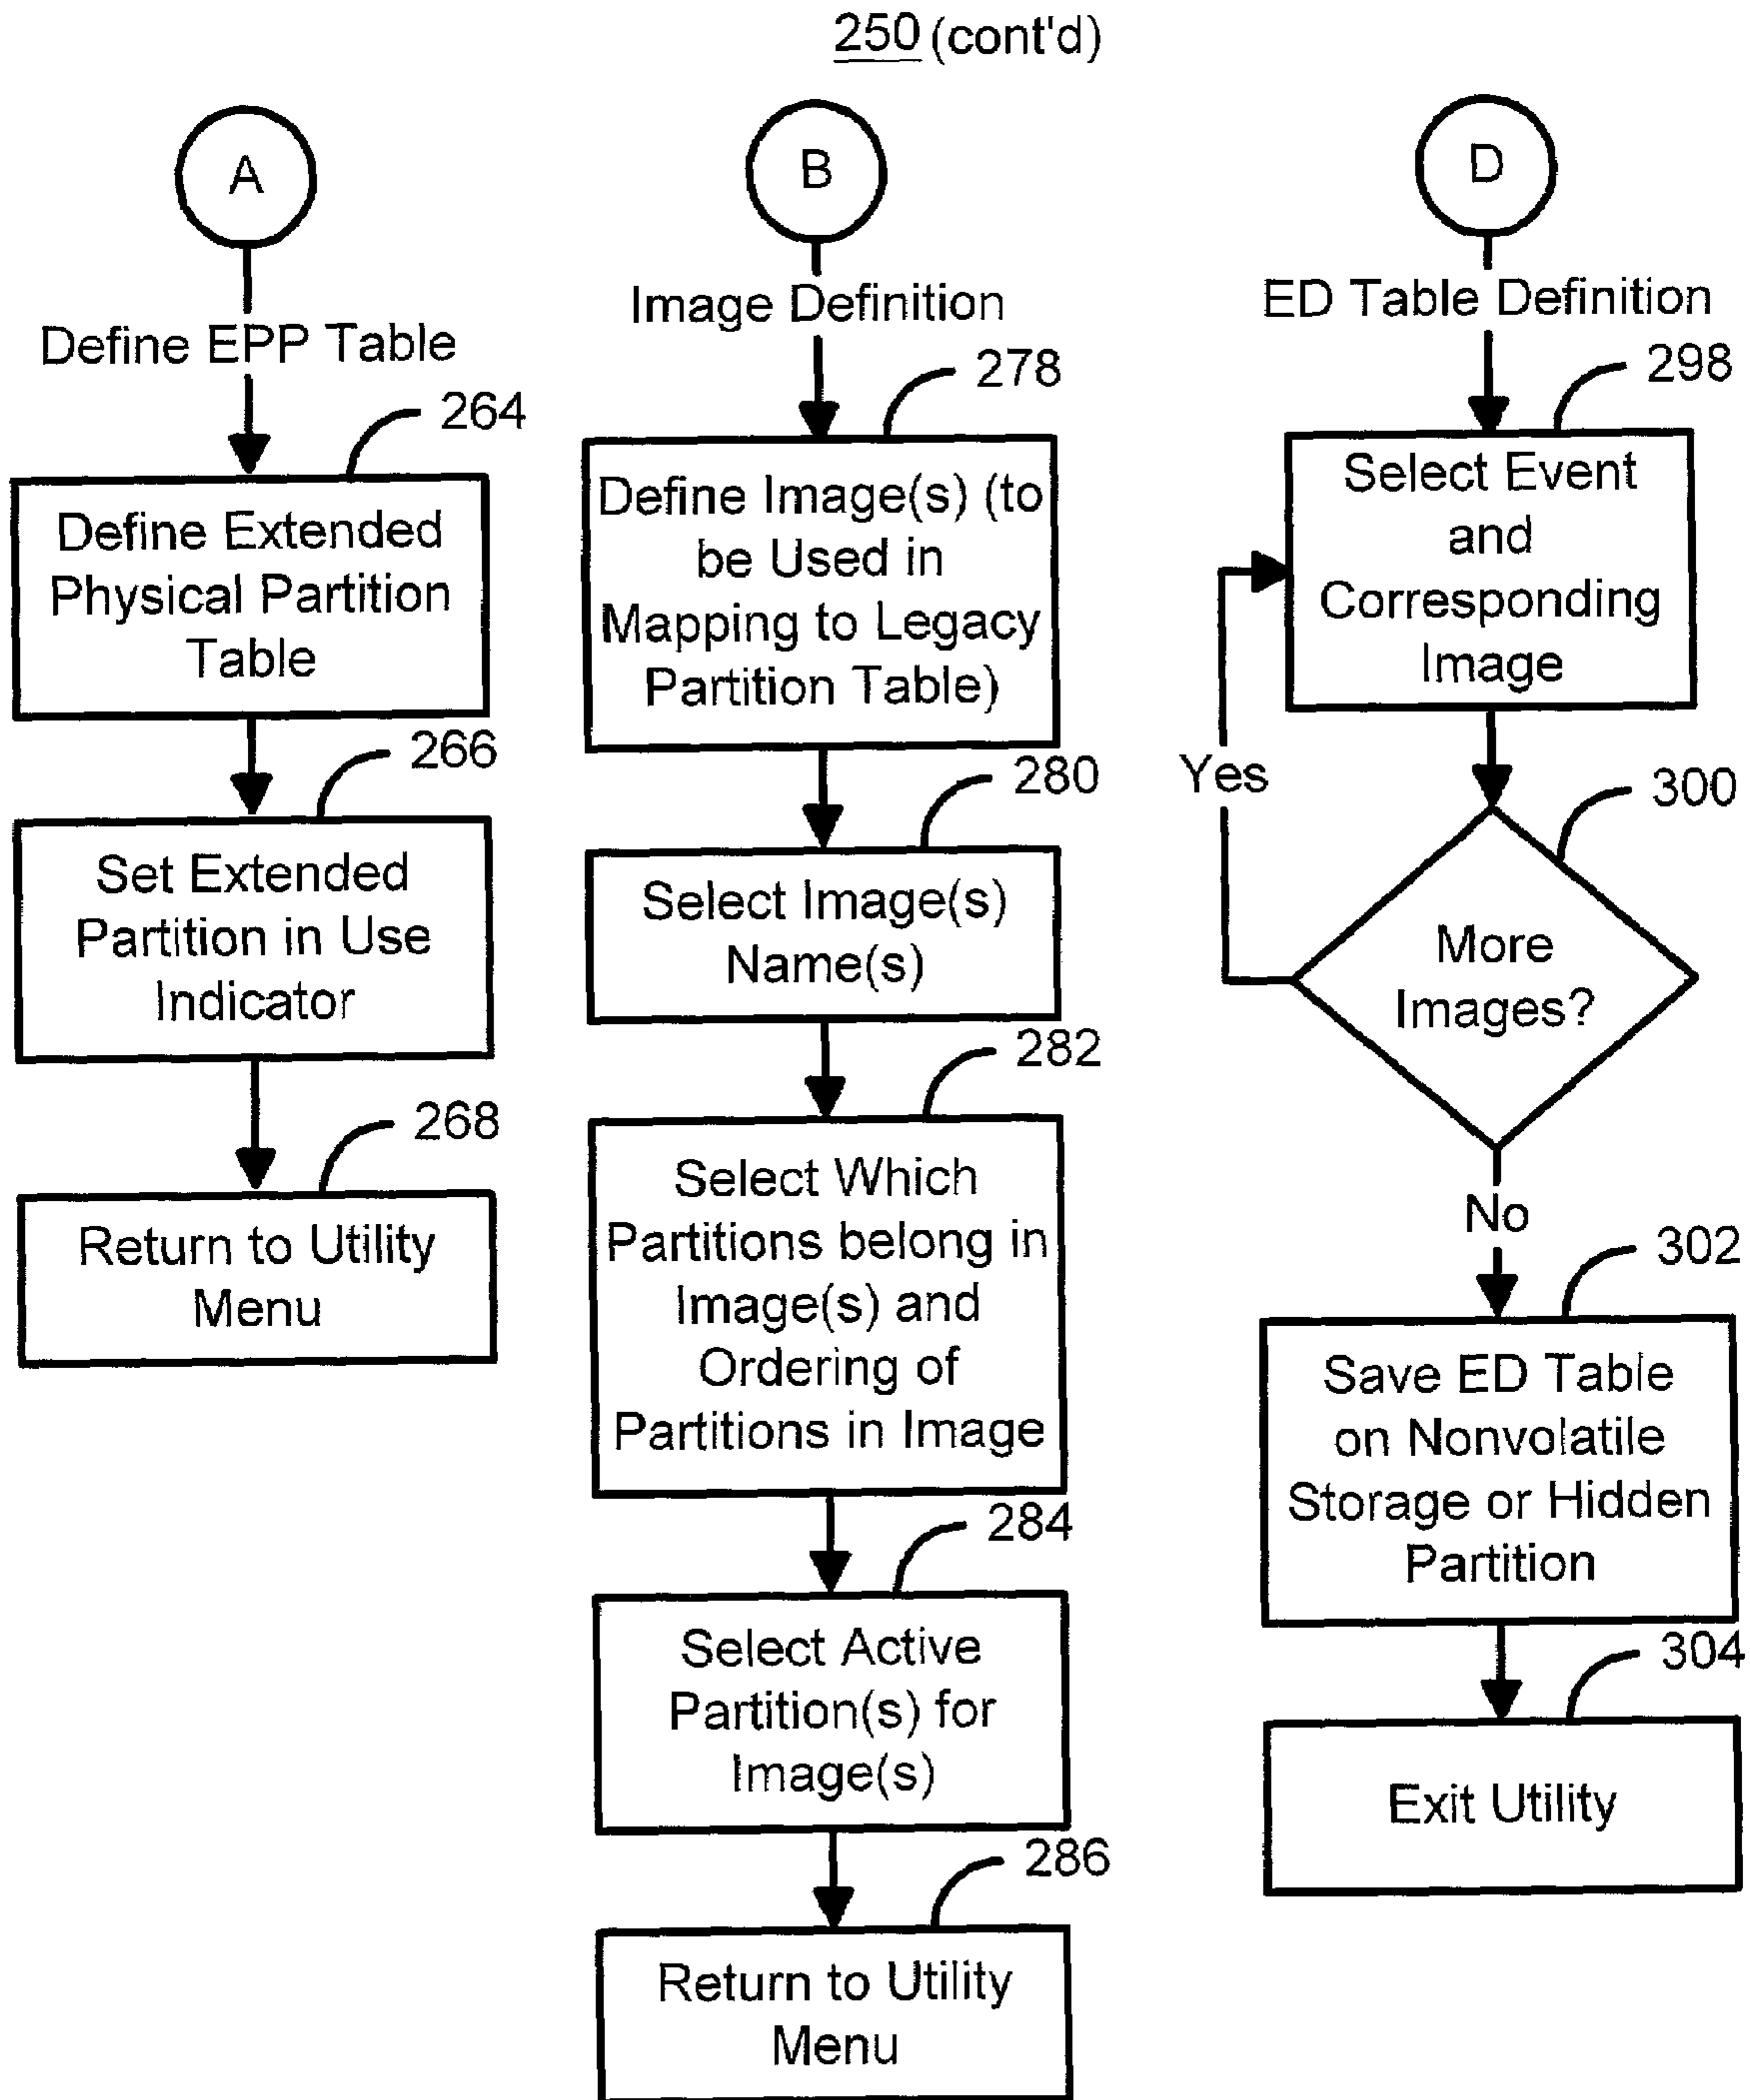 250 (cont'd)
A
Define EPP Table
264
Define Extended
Physical Partition
Table
266
Set Extended
Partition in Use
Indicator
268
Return to Utility
Menu
B
Image Definition
278
Define Image(s) (to
be Used in
Mapping to Legacy
Partition Table)
280
Select Image(s)
Name(s)
282
Select Which
Partitions belong in
Image(s) and
Ordering of
Partitions in Image
284
Select Active
Partition(s) for
Image(s)
286
Return to Utility
Menu
D
ED Table Definition
298
Select Event
and
Corresponding
Image
Yes
300
More
Images?
No
302
Save ED Table
on Nonvolatile
Storage or Hidden
Partition
304
Exit Utility